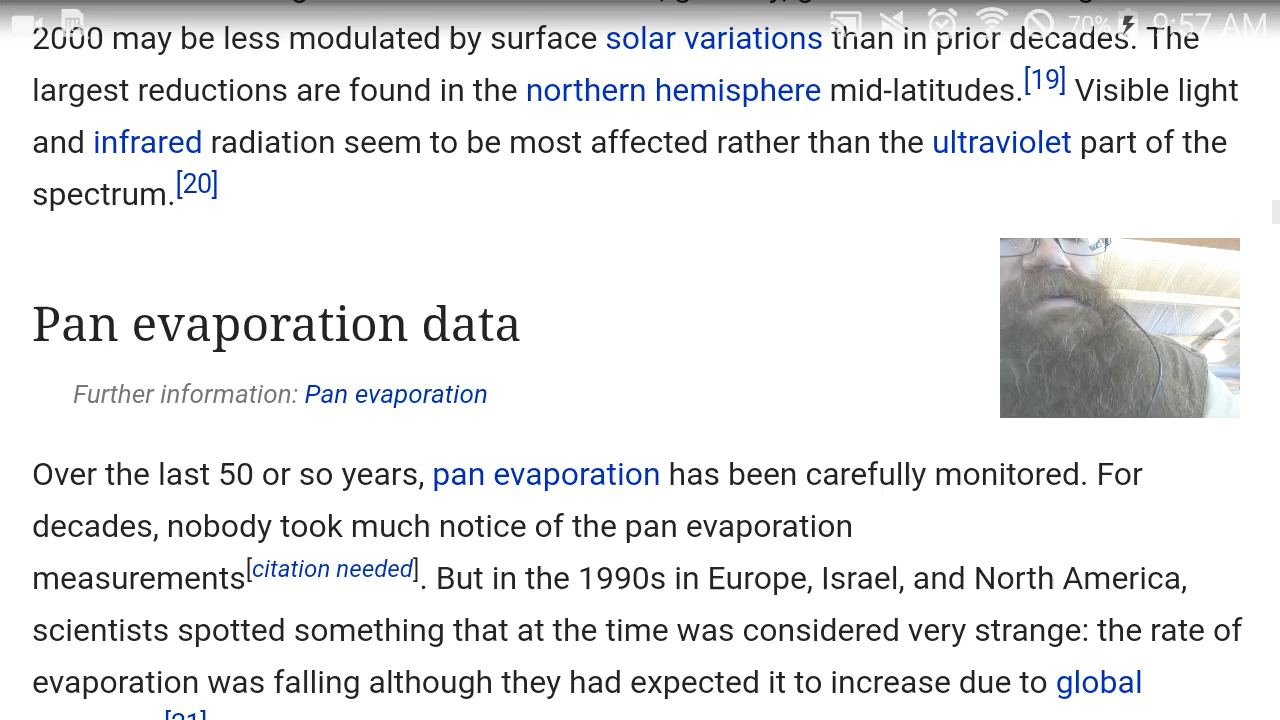 70% 9:57 AM
2000 may be less modulated by surface solar variations than in prior decades. The
largest reductions are found in the northern hemisphere mid-latitudes.[19] Visible light
and infrared radiation seem to be most affected rather than the ultraviolet part of the
spectrum.[20]
Pan evaporation data
Further information: Pan evaporation
Over the last 50 or so years, pan evaporation has been carefully monitored. For
decades, nobody took much notice of the pan evaporation
measurements[citation needed]. But in the 1990s in Europe, Israel, and North America,
scientists spotted something that at the time was considered very strange: the rate of
evaporation was falling although they had expected it to increase due to global
[21]